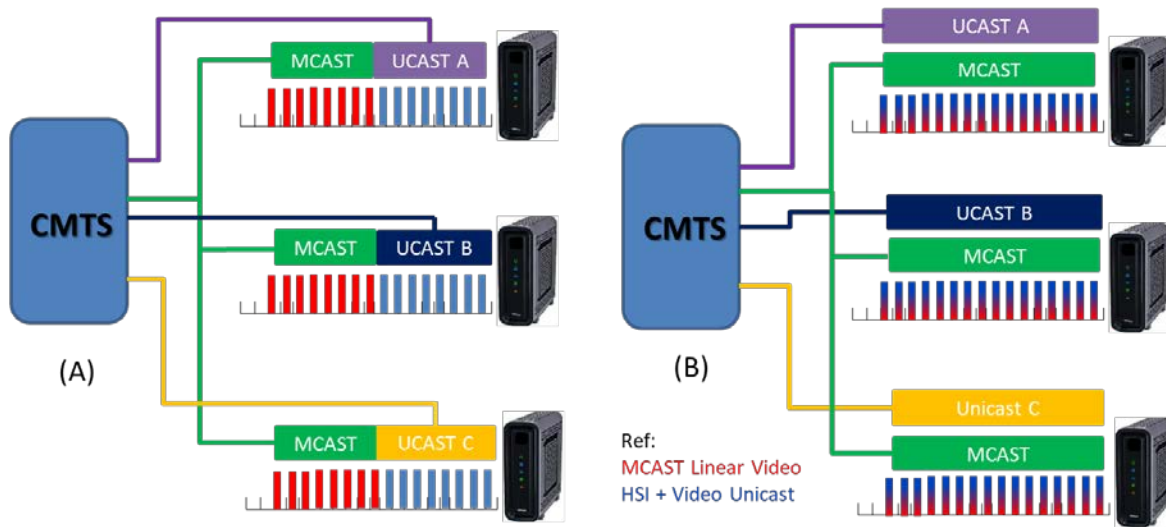 MCAST
UCAST A
CMTS
MCAST
UCAST B
(A)
MCAST
UCAST C
UCAST A
MCAST
CMTS
UCAST B
MCAST
(B)
Unicast C
MCAST
Ref:
MCAST Linear Video
HSI + Video Unicast